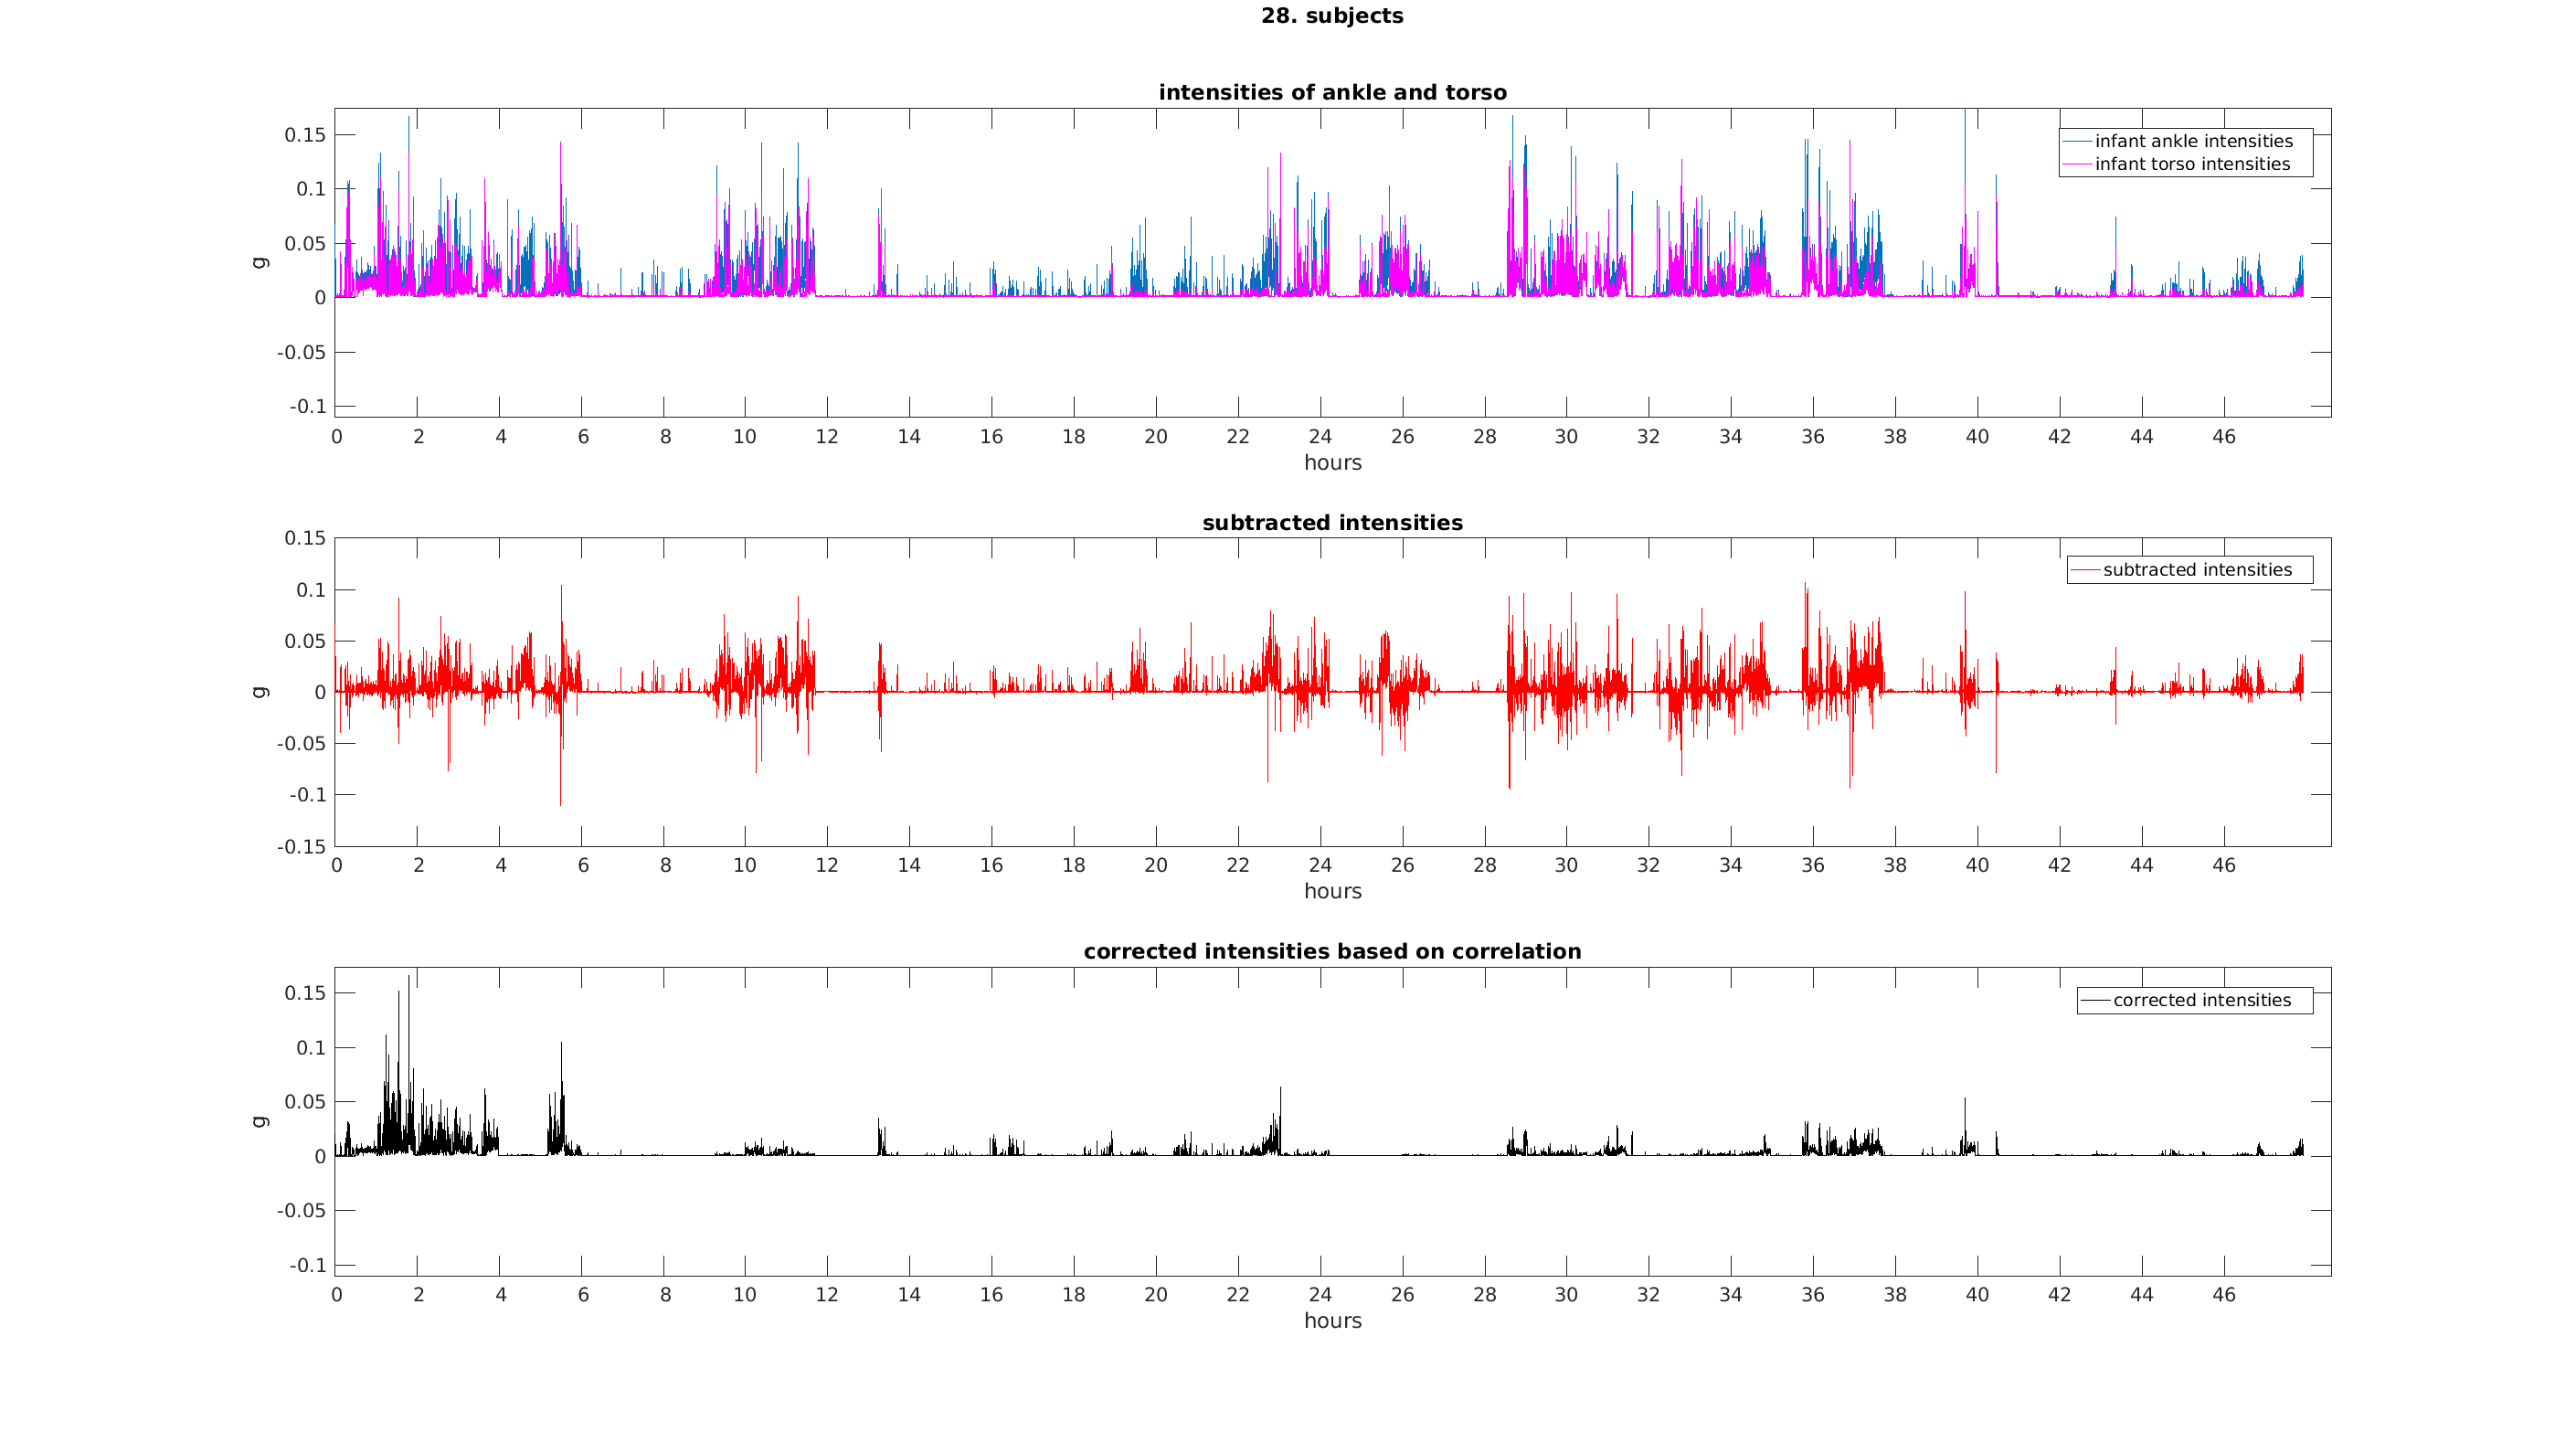 28. subjects
intensities of ankle and torso
0.15
0.1
0.05
0
-0.05
-0.1
g
infant ankle intensities
infant torso intensities
0 2 4 6 8 10 12 14 16 18 20 22 24 26 28 30 32 34 36 38 40 42 44 46
hours
subtracted intensities
0.15
0.1
0.05
0
-0.05
-0.1
-0.15
g
subtracted intensities
0 2 4 6 8 10 12 14 16 18 20 22 24 26 28 30 32 34 36 38 40 42 44 46
hours
corrected intensities based on correlation
0.15
0.1
0.05
0
-0.05
-0.1
g
corrected intensities
0 2 4 6 8 10 12 14 16 18 20 22 24 26 28 30 32 34 36 38 40 42 44 46
hours